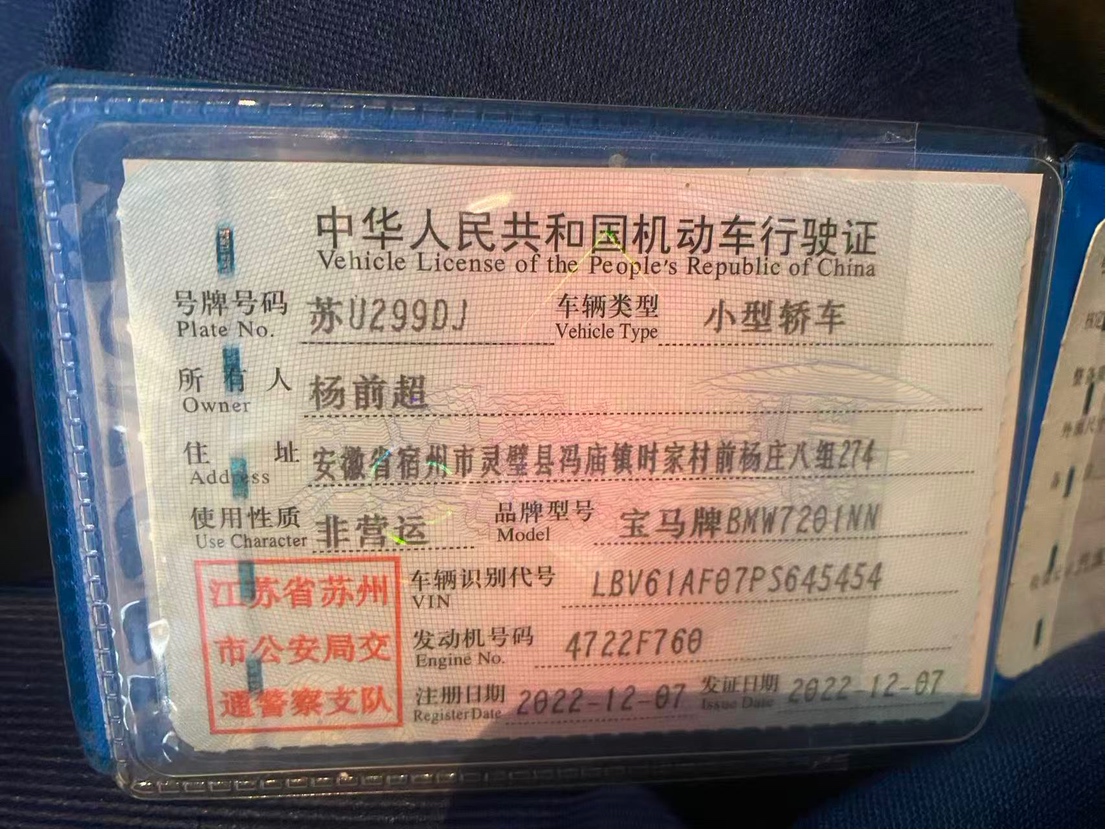 中华人民共和国机动车行驶证
Vehicle License of the People's Republic of China
号牌号码 苏U299DJ 车辆类型 小型轿车
Plate No. Vehicle Type
所有人 杨前超
Owner
住址 安徽省宿州市灵璧县冯庙镇时家村前杨庄八组274
Address
使用性质 非营运 品牌型号 宝马牌BMW7201NN
Use Character Model
江苏省苏州
市公安局交
通警察支队
车辆识别代号 LBV61AF07PS645454
VIN
发动机号码 4722F760
Engine No.
注册日期 2022-12-07 发证日期 2022-12-07
Register Date Issue Date